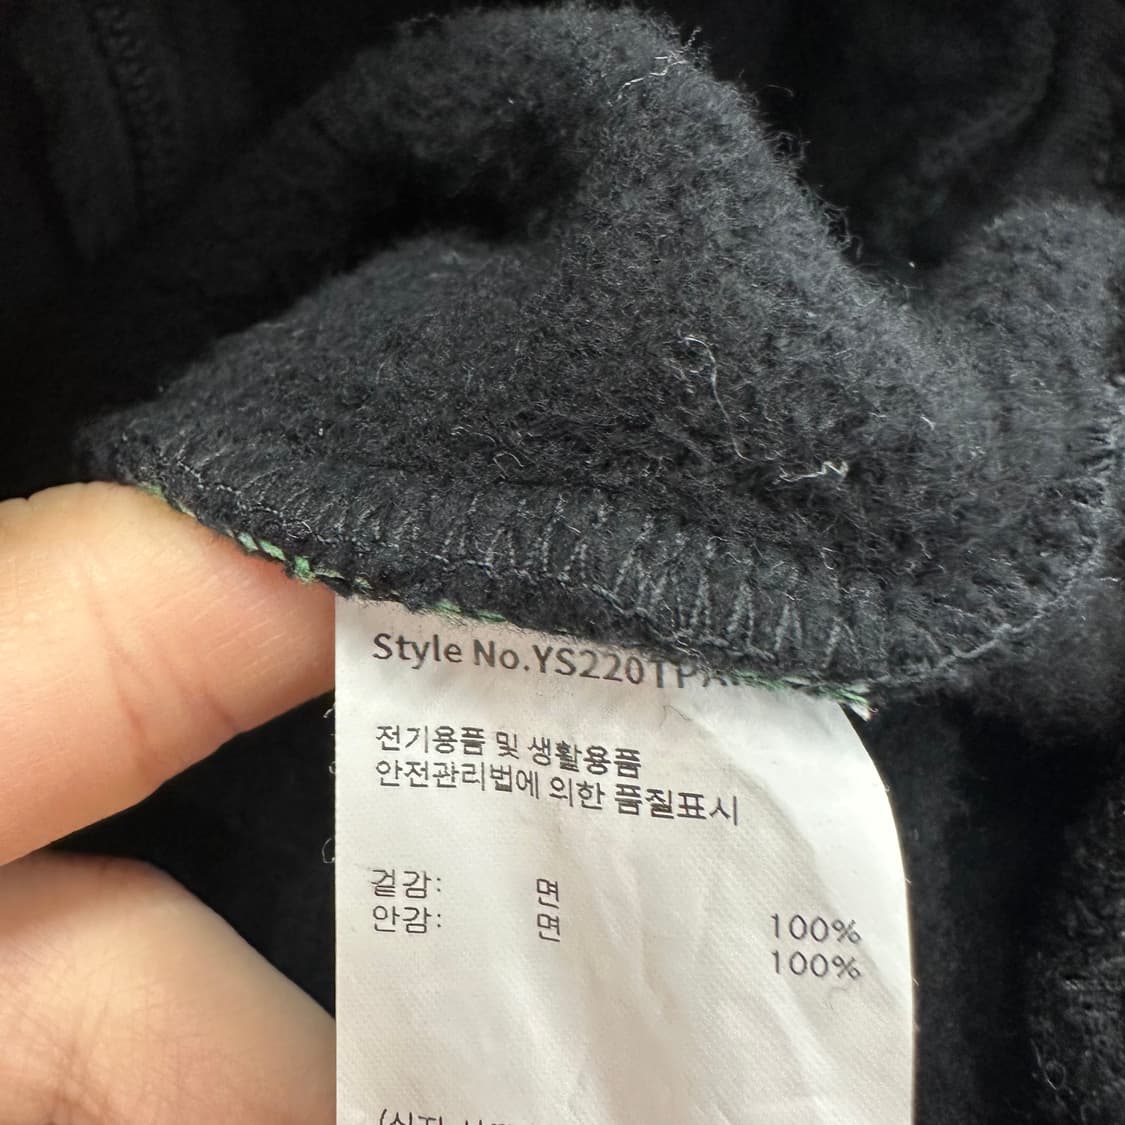 Style No.
전기용품 및 생활용품
안전관리법에 의한 품질표시
겉감: 면 100%
안감: 면 100%